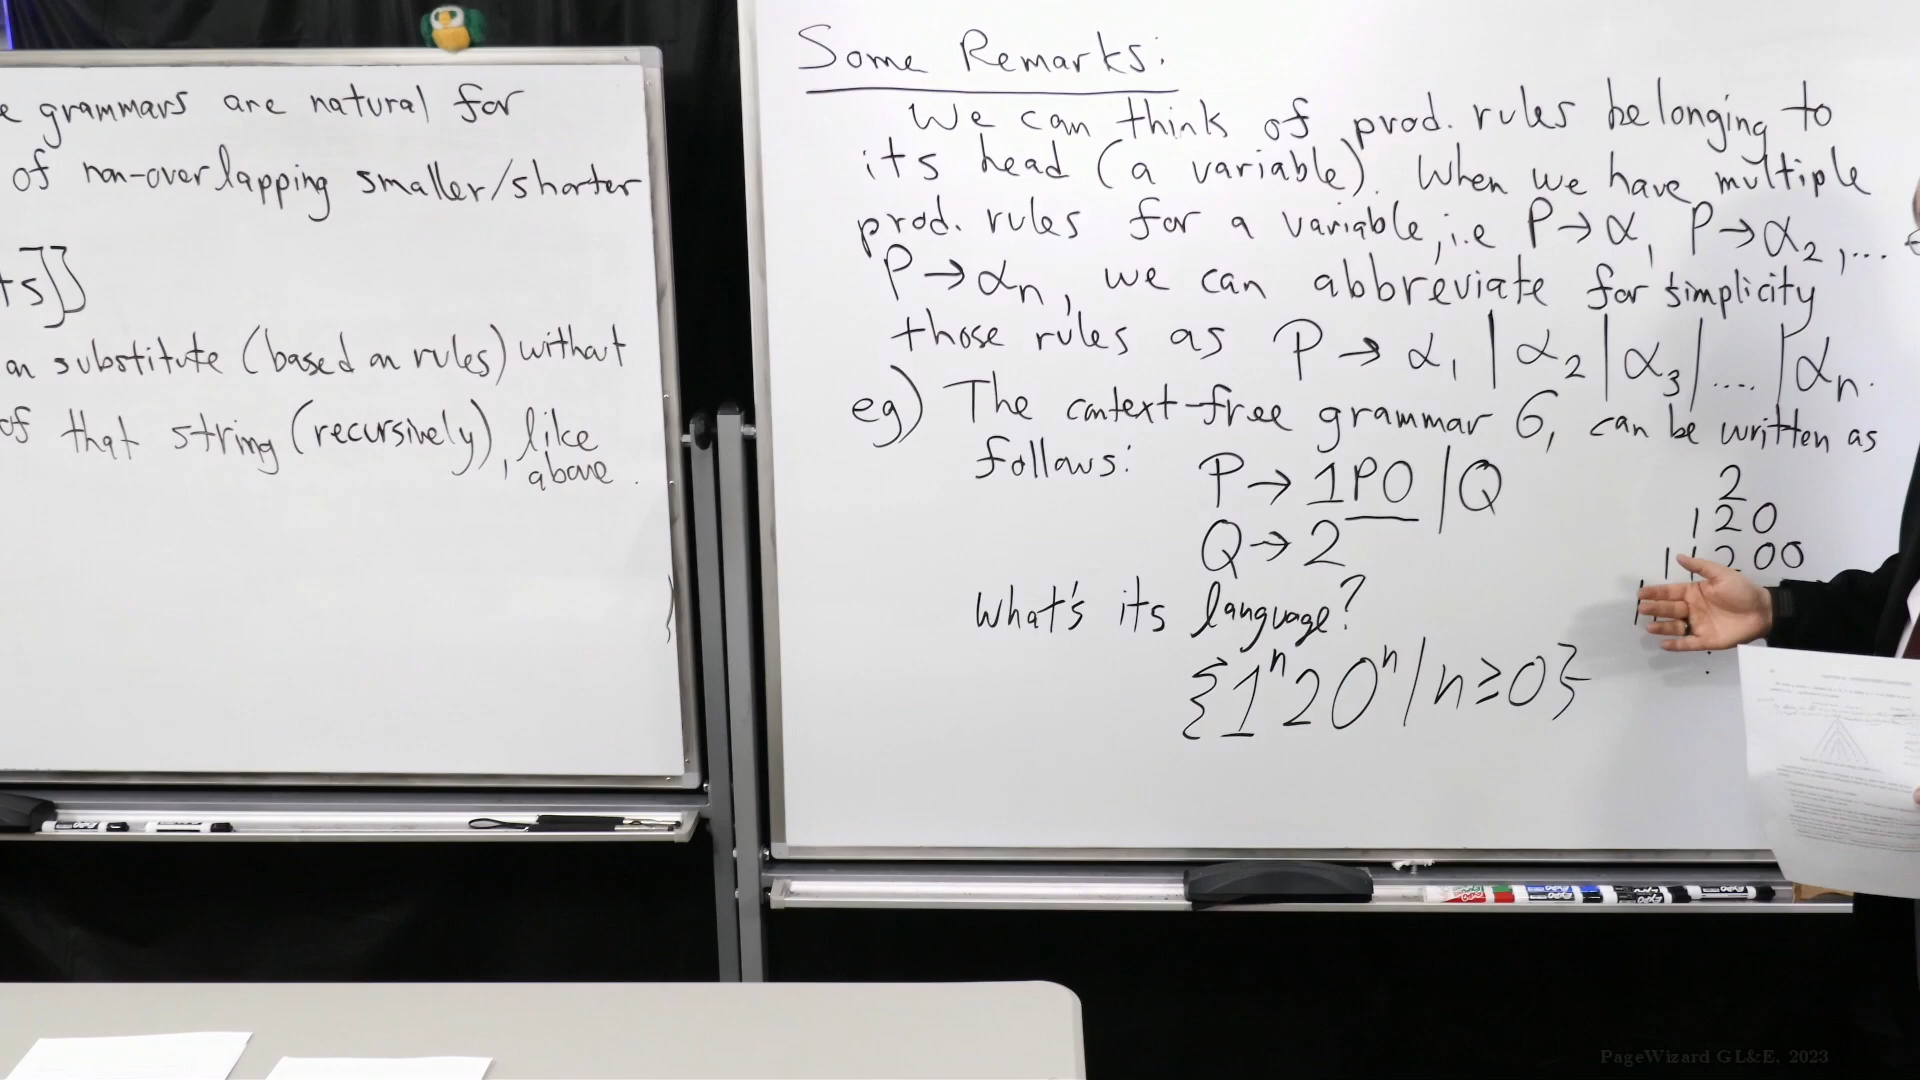 e grammars are natural for
of non-overlapping smaller/shorter
ts]]
an substitute (based on rules) without
of that string (recursively), like
above.
Some Remarks:
We can think of prod. rules belonging to
its head (a variable). When we have multiple
prod. rules for a variable, i.e P→α₁, P→α₂, ...
P→αn, we can abbreviate for simplicity
those rules as P→α₁|α₂|α₃|....|αn.
eg) The context-free grammar G₁ can be written as
follows: P→1P0|Q
Q→2
What's its language?
{1ⁿ20ⁿ|n≥0}
2
120
11200
PageWizard GL&E, 2023